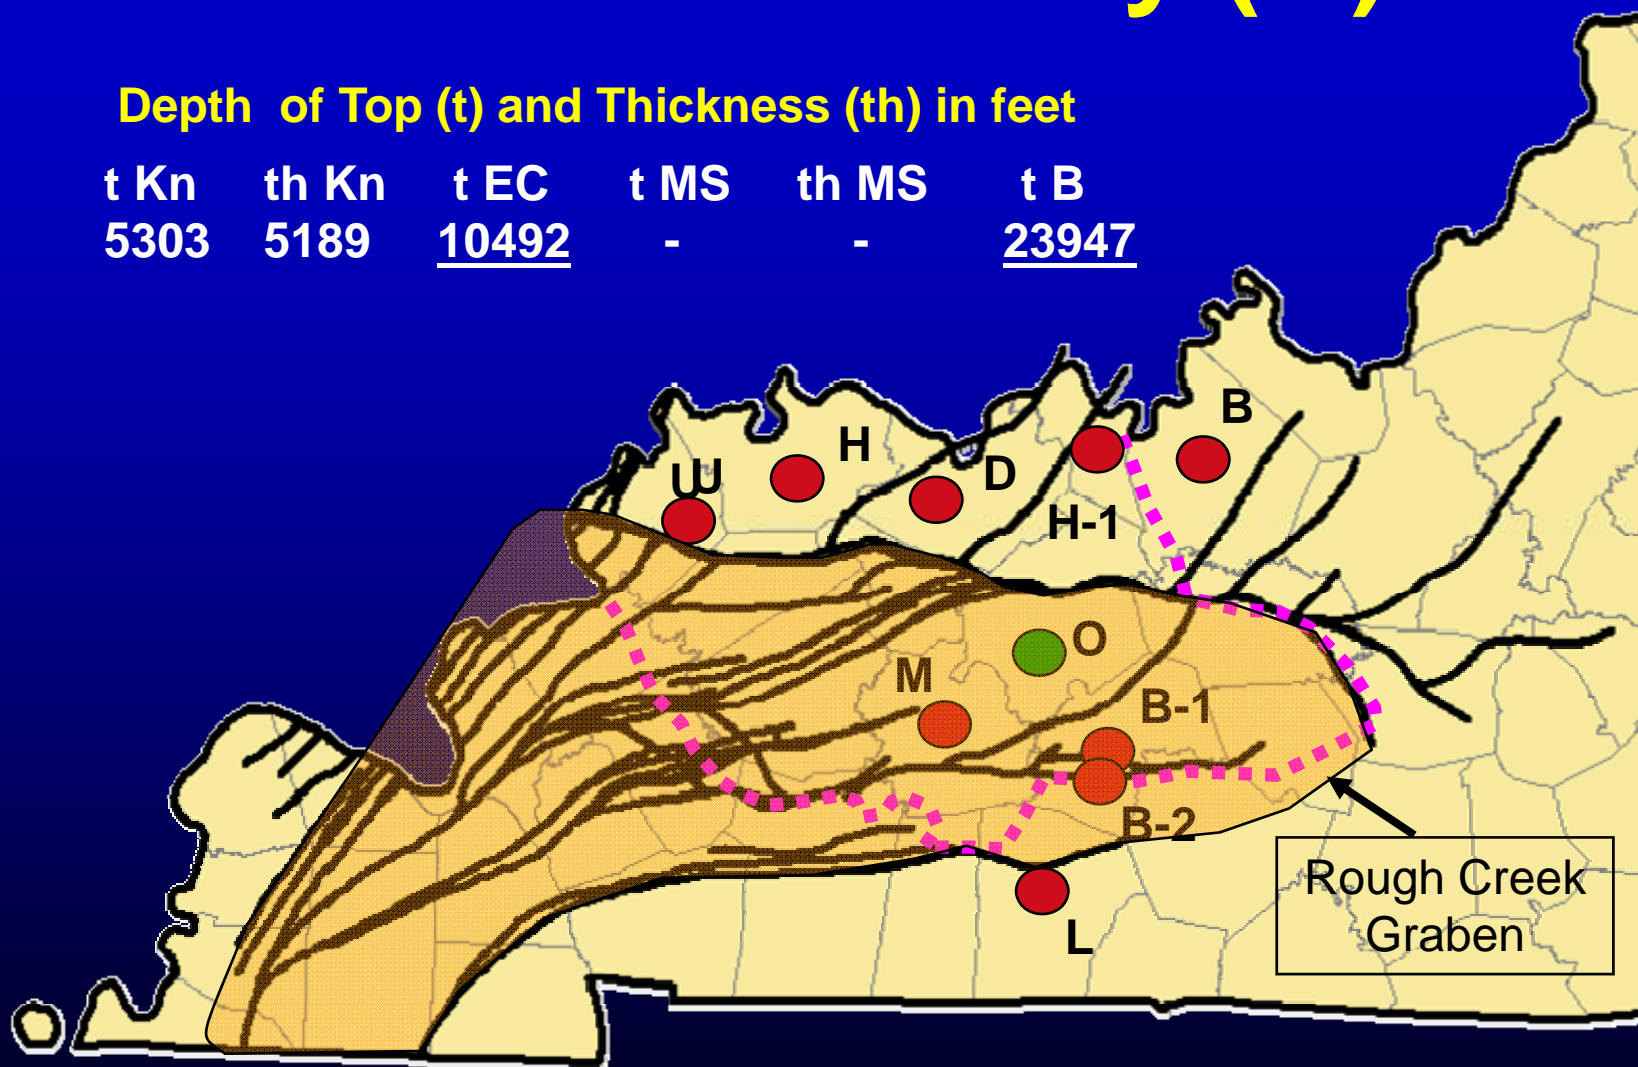 Depth of Top (t) and Thickness (th) in feet
t Kn th Kn t EC t MS th MS t B
5303 5189 10492 - - 23947
B
H
UU
D
H-1
O
M
B-1
B-2
Rough Creek
Graben
L